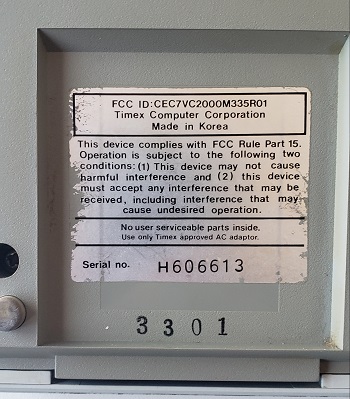 FCC ID:CEC7VC2000M335R01
Timex Computer Corporation
Made in Korea
This device complies with FCC Rule Part 15.
Operation is subject to the following two
conditions: (1) This device may not cause
harmful interference and (2) this device
must accept any interference that may be
received, including interference that may
cause undesired operation.
No user serviceable parts inside.
Use only Timex approved AC adaptor.
Serial no. H606613
3301